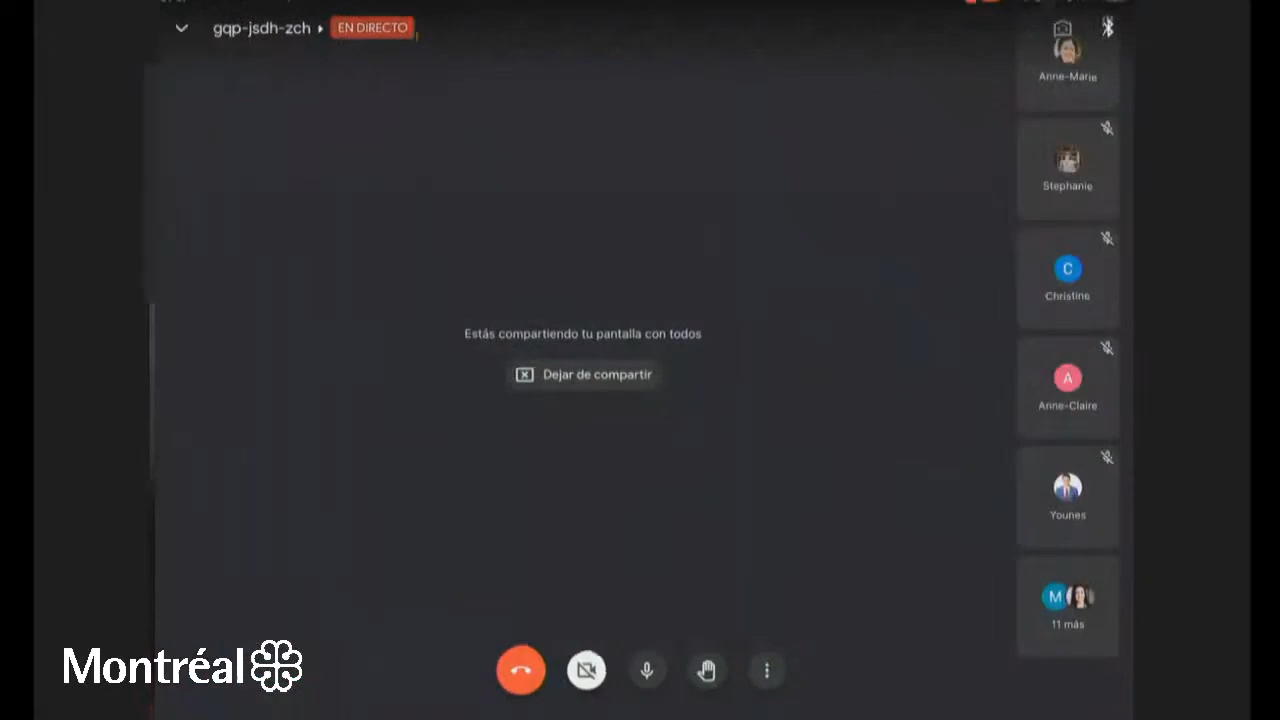 gqp-jsdh-zch
EN DIRECTO
Anne-Marie
Stephanie
C
Christine
Estás compartiendo tu pantalla con todos
Dejar de compartir
A
Anne-Claire
Younes
M
11 más
Montréal